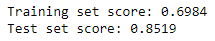 Training set score: 0.6984
Test set score: 0.8519